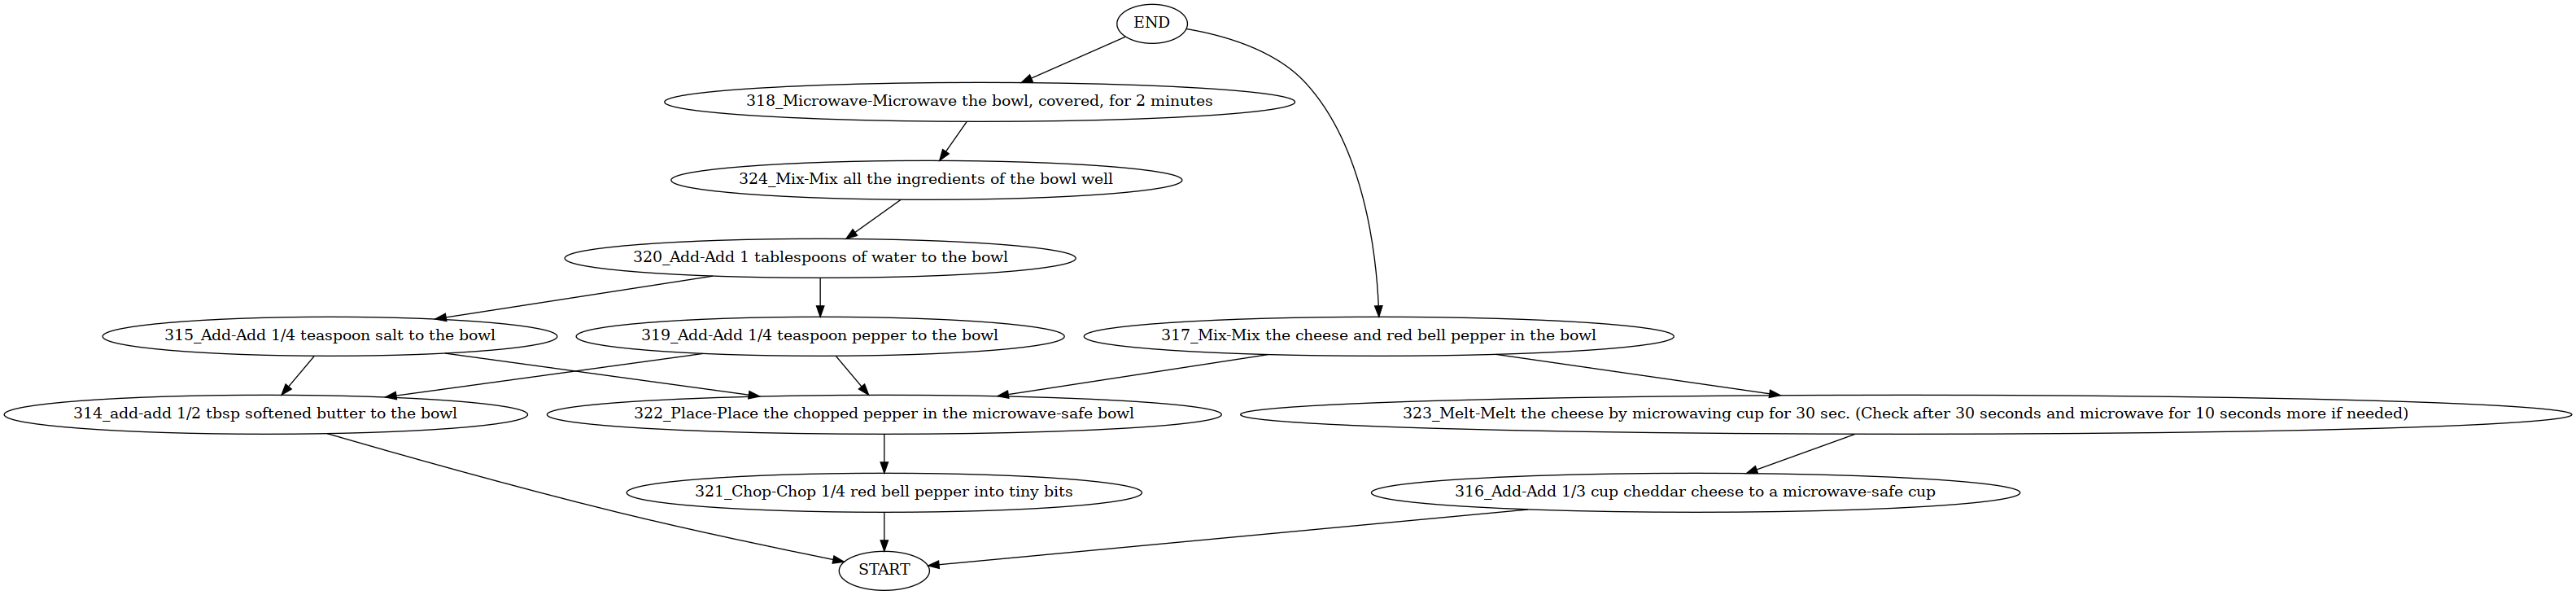 END
318_Microwave-Microwave the bowl, covered, for 2 minutes
324_Mix-Mix all the ingredients of the bowl well
320_Add-Add 1 tablespoons of water to the bowl
315_Add-Add 1/4 teaspoon salt to the bowl
319_Add-Add 1/4 teaspoon pepper to the bowl
317_Mix-Mix the cheese and red bell pepper in the bowl
314_add-add 1/2 tbsp softened butter to the bowl
322_Place-Place the chopped pepper in the microwave-safe bowl
323_Melt-Melt the cheese by microwaving cup for 30 sec. (Check after 30 seconds and microwave for 10 seconds more if needed)
321_Chop-Chop 1/4 red bell pepper into tiny bits
316_Add-Add 1/3 cup cheddar cheese to a microwave-safe cup
START